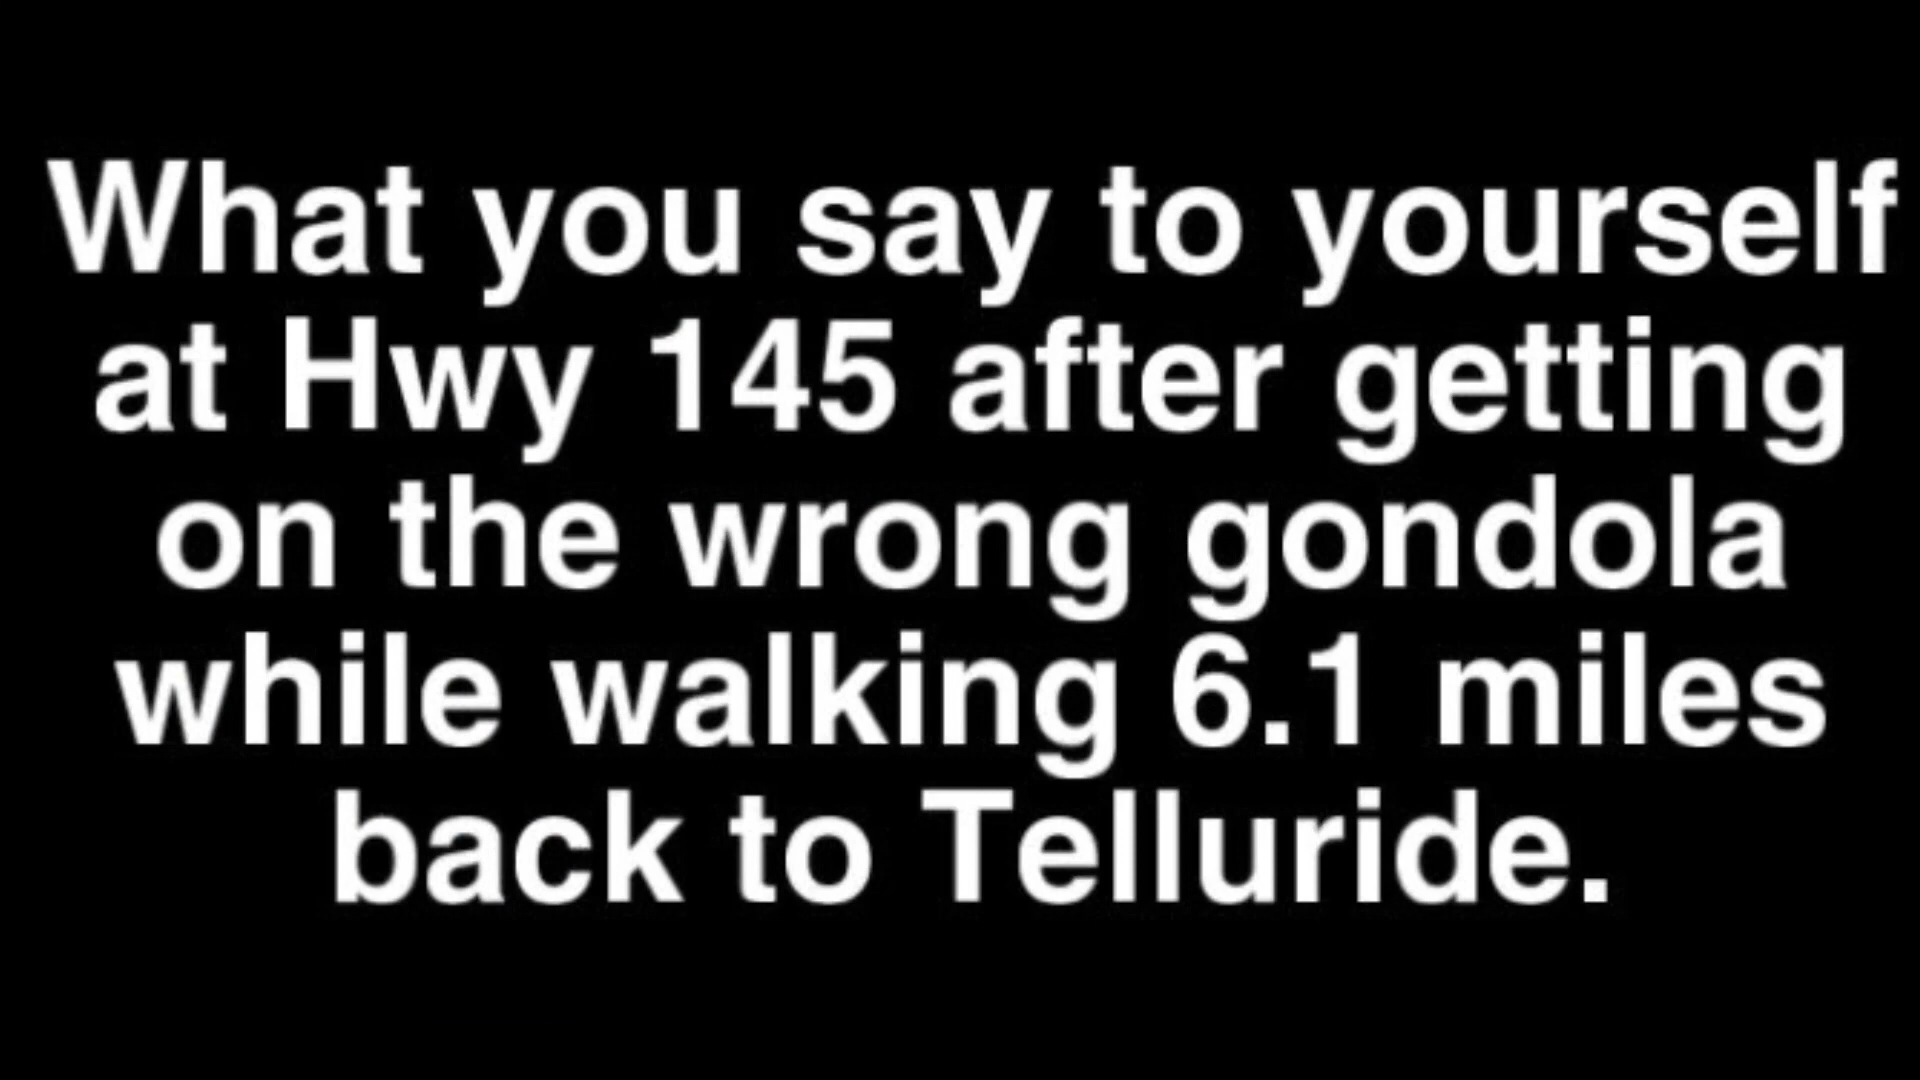 What you say to yourself
at Hwy 145 after getting
on the wrong gondola
while walking 6.1 miles
back to Telluride.